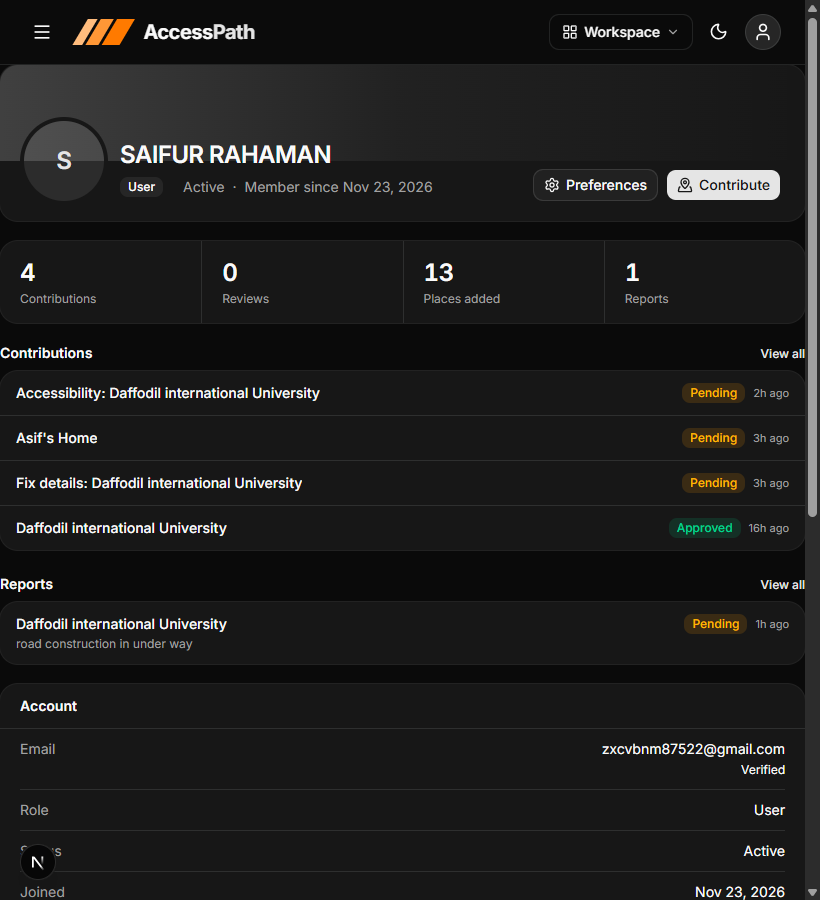 AccessPath
Workspace
S
SAIFUR RAHAMAN
User Active · Member since Nov 23, 2026
Preferences
Contribute
4
Contributions
0
Reviews
13
Places added
1
Reports
Contributions View all
Accessibility: Daffodil international University Pending 2h ago
Asif's Home Pending 3h ago
Fix details: Daffodil international University Pending 3h ago
Daffodil international University Approved 16h ago
Reports View all
Daffodil international University Pending 1h ago
road construction in under way
Account
Email zxcvbnm87522@gmail.com
Verified
Role User
Active
N
Joined Nov 23, 2026